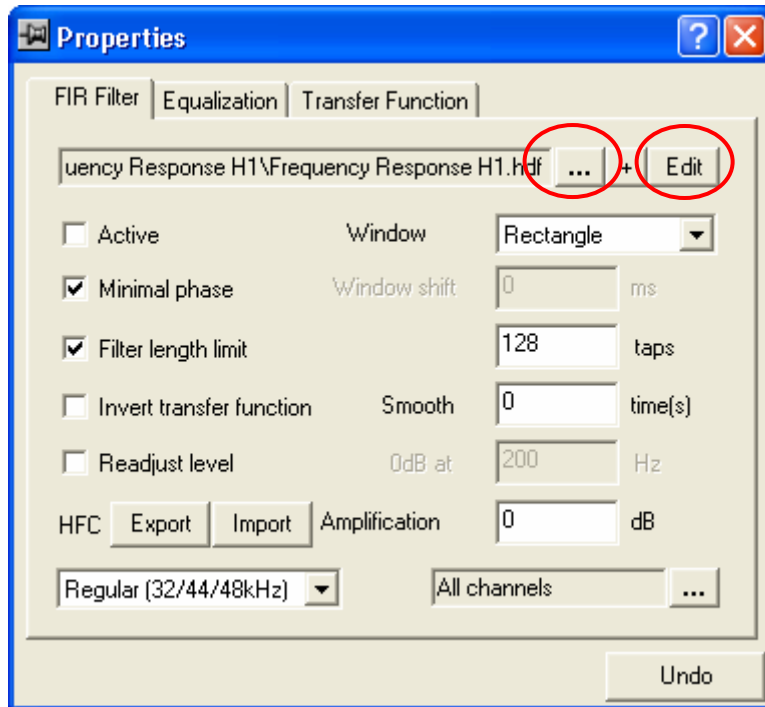 Properties
FIR Filter Equalization Transfer Function
uency Response H1\Frequency Response H1.hdf ... + Edit
Active Window Rectangle
Minimal phase Window shift 0 ms
Filter length limit 128 taps
Invert transfer function Smooth 0 time(s)
Readjust level 0dB at 200 Hz
HFC Export Import Amplification 0 dB
Regular (32/44/48kHz) All channels ...
Undo